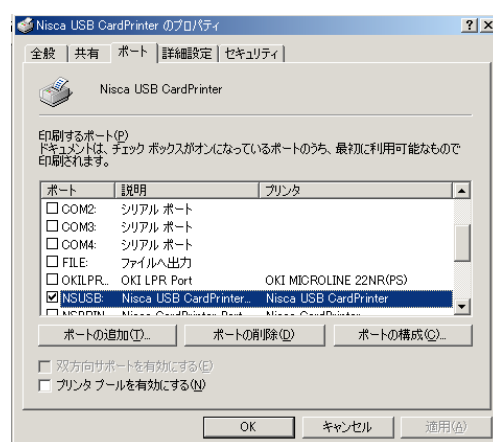 Nisca USB CardPrinter のプロパティ
? X
全般 共有 ポート 詳細設定 セキュリティ
Nisca USB CardPrinter
印刷するポート(P)
ドキュメントは、チェック ボックスがオンになっているポートのうち、最初に利用可能なもので
印刷されます。
ポート 説明 プリンタ
COM2: シリアル ポート
COM3: シリアル ポート
COM4: シリアル ポート
FILE: ファイルへ出力
OKILPR... OKI LPR Port OKI MICROLINE 22NR(PS)
NSUSB: Nisca USB CardPrinter... Nisca USB CardPrinter
ポートの追加(T)... ポートの削除(D) ポートの構成(C)...
双方向サポートを有効にする(E)
プリンタ プールを有効にする(N)
OK キャンセル 適用(A)